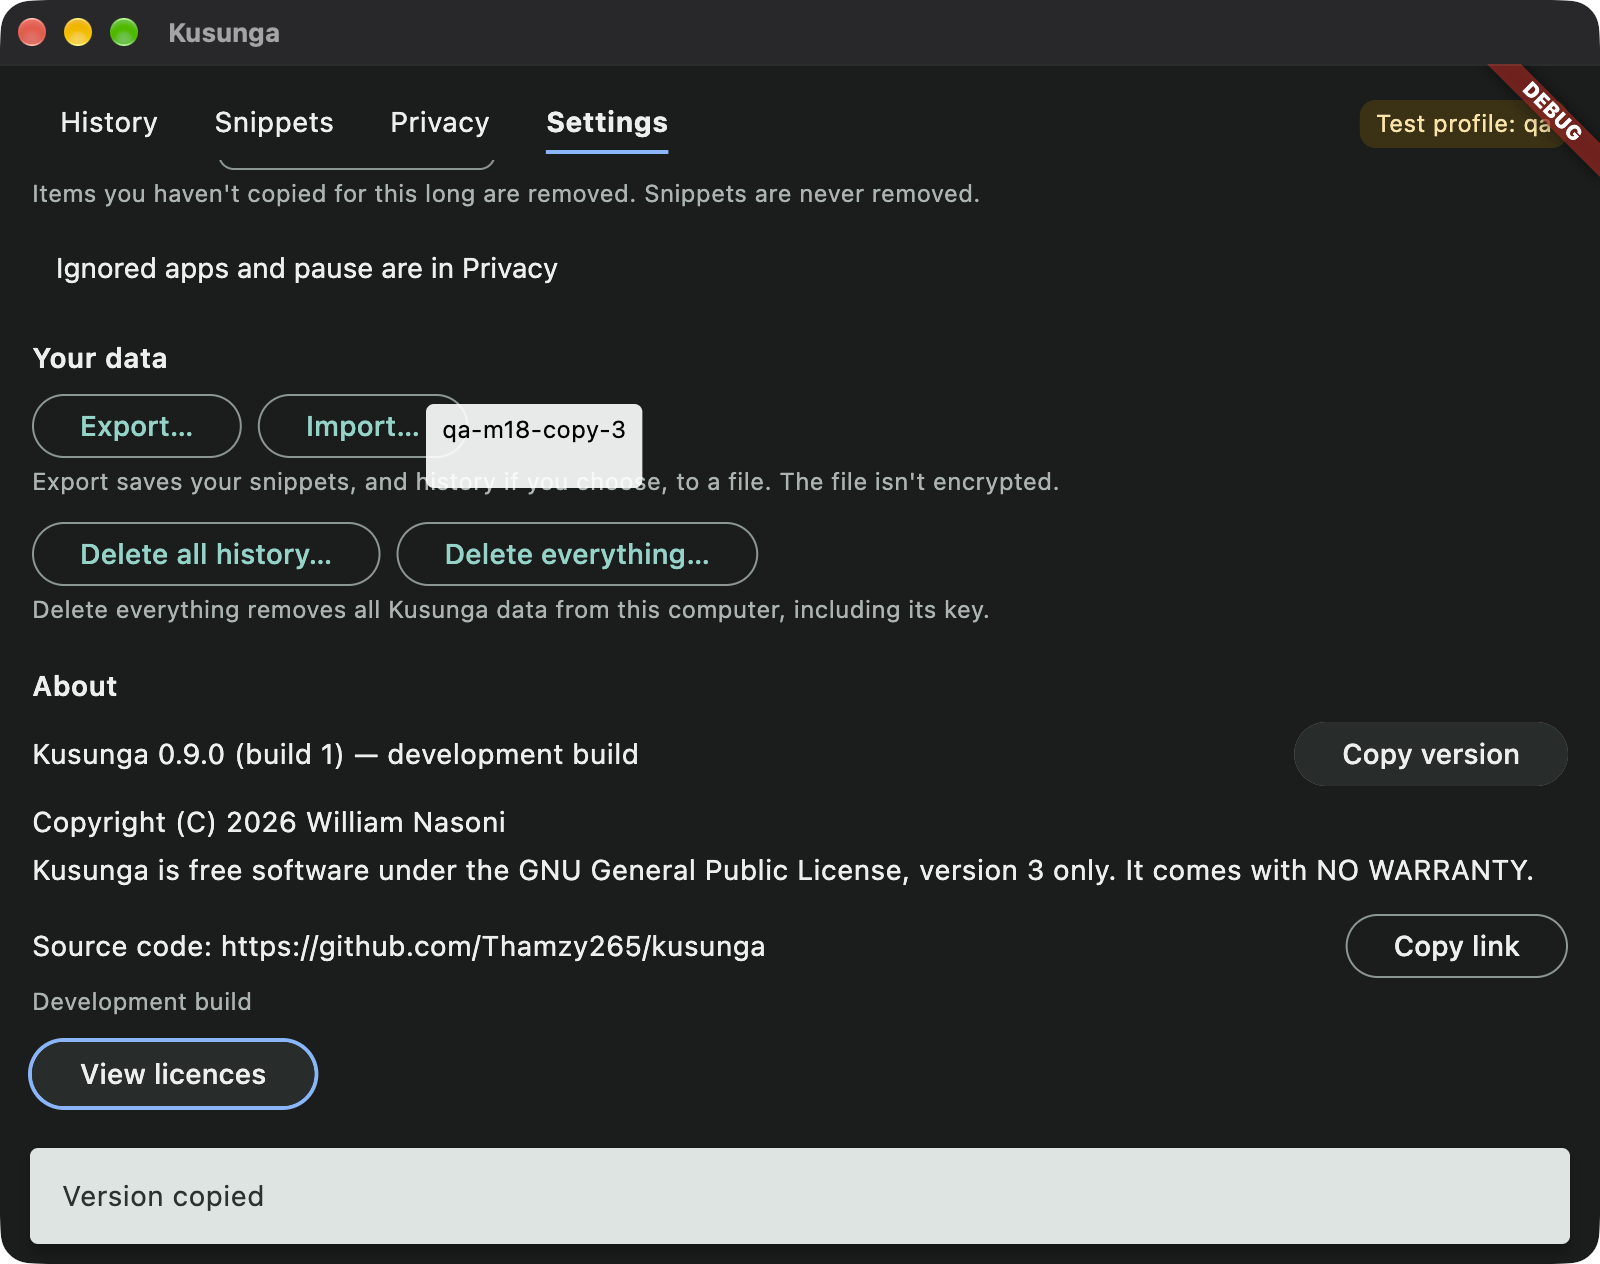 Kusunga
DEBUG
History Snippets Privacy Settings Test profile: qa
Items you haven't copied for this long are removed. Snippets are never removed.
Ignored apps and pause are in Privacy
Your data
Export... Import...
qa-m18-copy-3
Export saves your snippets, and history if you choose, to a file. The file isn't encrypted.
Delete all history... Delete everything...
Delete everything removes all Kusunga data from this computer, including its key.
About
Kusunga 0.9.0 (build 1) — development build Copy version
Copyright (C) 2026 William Nasoni
Kusunga is free software under the GNU General Public License, version 3 only. It comes with NO WARRANTY.
Source code: https://github.com/Thamzy265/kusunga Copy link
Development build
View licences
Version copied